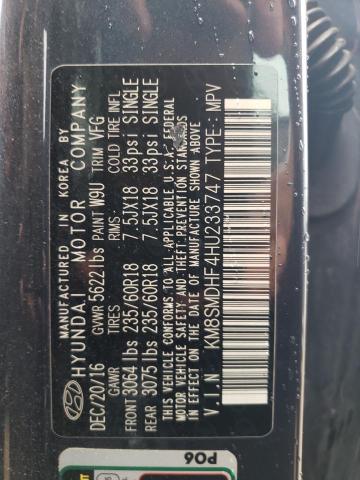 MANUFACTURED IN KOREA BY
HYUNDAI MOTOR COMPANY
DEC/20/16 GVWR 5622 lbs PAINT W9U TRIM VFG
GAWR TIRES RIMS: COLD TIRE INFL
FRONT 3064 lbs 235/60R18 7.5JX18 33psi SINGLE
REAR 3075 lbs 235/60R18 7.5JX18 33psi SINGLE
THIS VEHICLE CONFORMS TO ALL APPLICABLE U.S.A. FEDERAL
MOTOR VEHICLE SAFETY AND THEFT PREVENTION STANDARDS
IN EFFECT ON THE DATE OF MANUFACTURE SHOWN ABOVE.
V.I.N: KM8SMDHF4HU233747 TYPE: MPV
P06